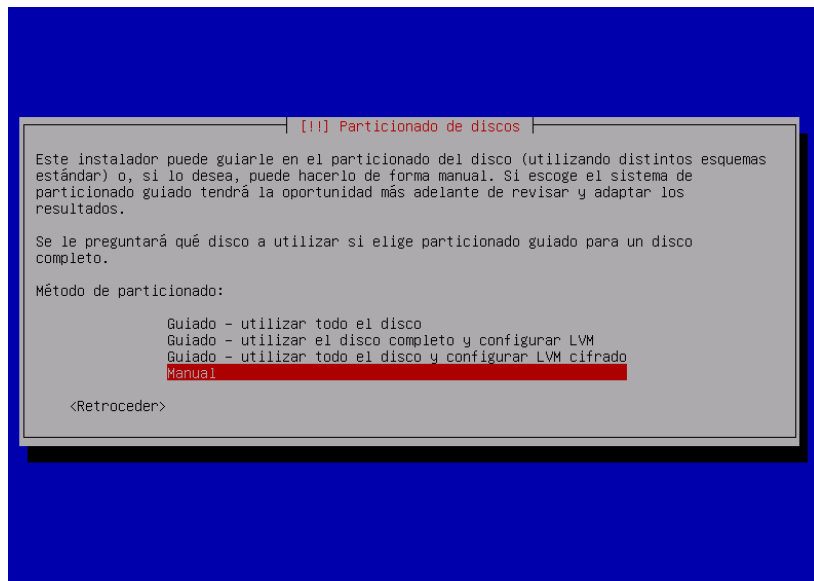 [!!] Particionado de discos
Este instalador puede guiarle en el particionado del disco (utilizando distintos esquemas
estándar) o, si lo desea, puede hacerlo de forma manual. Si escoge el sistema de
particionado guiado tendrá la oportunidad más adelante de revisar y adaptar los
resultados.
Se le preguntará qué disco a utilizar si elige particionado guiado para un disco
completo.
Método de particionado:
Guiado - utilizar todo el disco
Guiado - utilizar el disco completo y configurar LVM
Guiado - utilizar todo el disco y configurar LVM cifrado
Manual
<Retroceder>